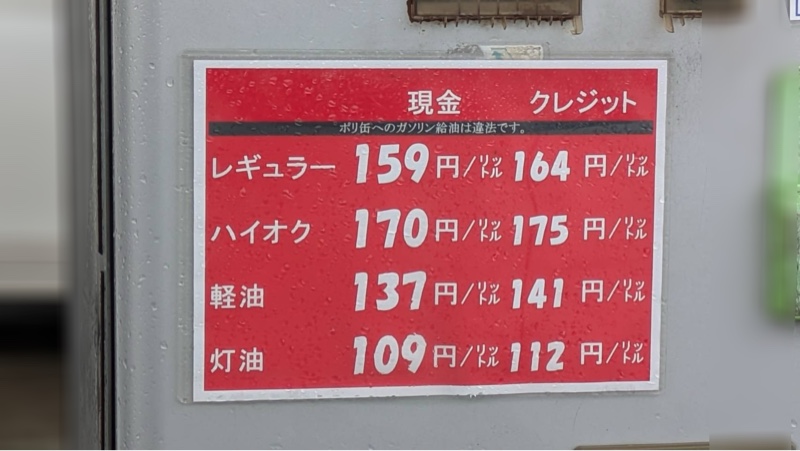 現金 クレジット
ポリ缶へのガソリン給油は違法です。
レギュラー 159 円/㍑ 164 円/㍑
ハイオク 170 円/㍑ 175 円/㍑
軽油 137 円/㍑ 141 円/㍑
灯油 109 円/㍑ 112 円/㍑